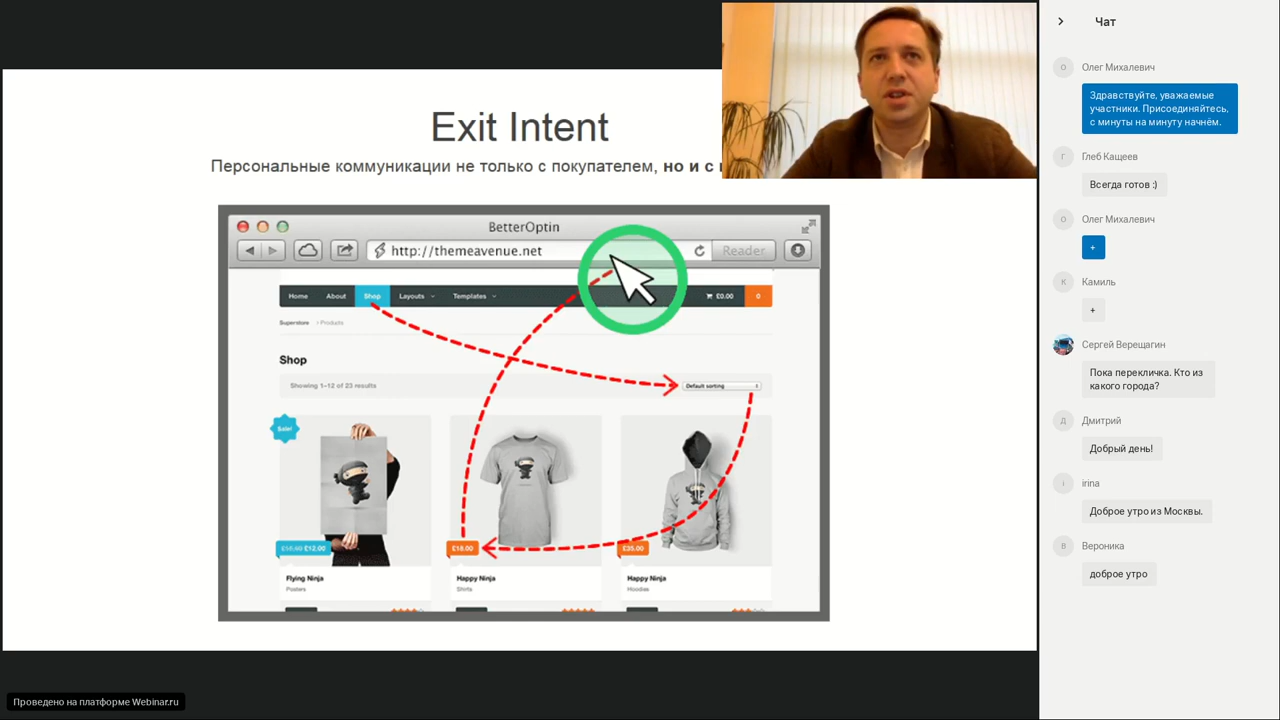 Exit Intent
Персональные коммуникации не только с покупателем, но и с
BetterOptin
http://themeavenue.net
Reader
Home About Shop Layouts Templates £0.00 0
Superstore > Products
Shop
Showing 1–12 of 23 results
Default sorting
Sale!
£12.00 £18.00 £35.00
Flying Ninja Happy Ninja Happy Ninja
Posters Shirts Hoodies
Проведено на платформе Webinar.ru
Чат
О Олег Михалевич
Здравствуйте, уважаемые
участники. Присоединяйтесь,
с минуты на минуту начнём.
Г Глеб Кащеев
Всегда готов :)
О Олег Михалевич
+
К Камиль
+
Сергей Верещагин
Пока перекличка. Кто из
какого города?
Д Дмитрий
Добрый день!
I irina
Доброе утро из Москвы.
В Вероника
доброе утро